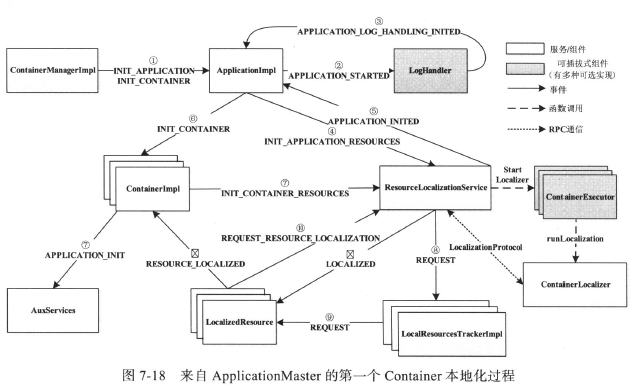 ③
APPLICATION_LOG_HANDLING_INITED
ContainerManagerImpl
①
INIT_APPLICATION
INIT_CONTAINER
ApplicationImpl
②
APPLICATION_STARTED
LogHandler
服务/组件
可插拔式组件
（有多种可选实现）
事件
函数调用
RPC通信
⑥
INIT_CONTAINER
⑤
APPLICATION_INITED
④
INIT_APPLICATION_RESOURCES
ContainerImpl
⑦
INIT_CONTAINER_RESOURCES
ResourceLocalizationService
Start
Localizer
ContainerExecutor
⑦
APPLICATION_INIT
RESOURCE_LOCALIZED
⑩
REQUEST_RESOURCE_LOCALIZATION
LOCALIZED
⑧
REQUEST
LocalizationProtocol
runLocalization
AuxServices
LocalizedResource
⑨
REQUEST
LocalResourcesTrackerImpl
ContainerLocalizer
图 7-18 来自 ApplicationMaster 的第一个 Container 本地化过程